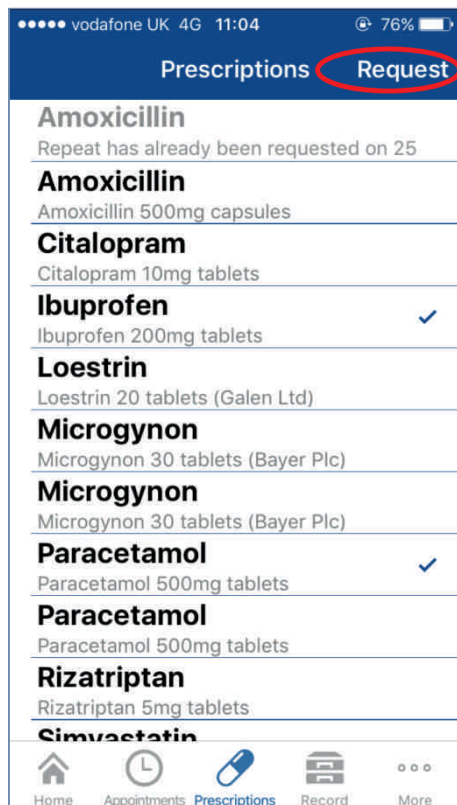 vodafone UK 4G 11:04 76%
Prescriptions Request
Amoxicillin
Repeat has already been requested on 25
Amoxicillin
Amoxicillin 500mg capsules
Citalopram
Citalopram 10mg tablets
Ibuprofen
Ibuprofen 200mg tablets
Loestrin
Loestrin 20 tablets (Galen Ltd)
Microgynon
Microgynon 30 tablets (Bayer Plc)
Microgynon
Microgynon 30 tablets (Bayer Plc)
Paracetamol
Paracetamol 500mg tablets
Paracetamol
Paracetamol 500mg tablets
Rizatriptan
Rizatriptan 5mg tablets
Simvastatin
Home Appointments Prescriptions Record More